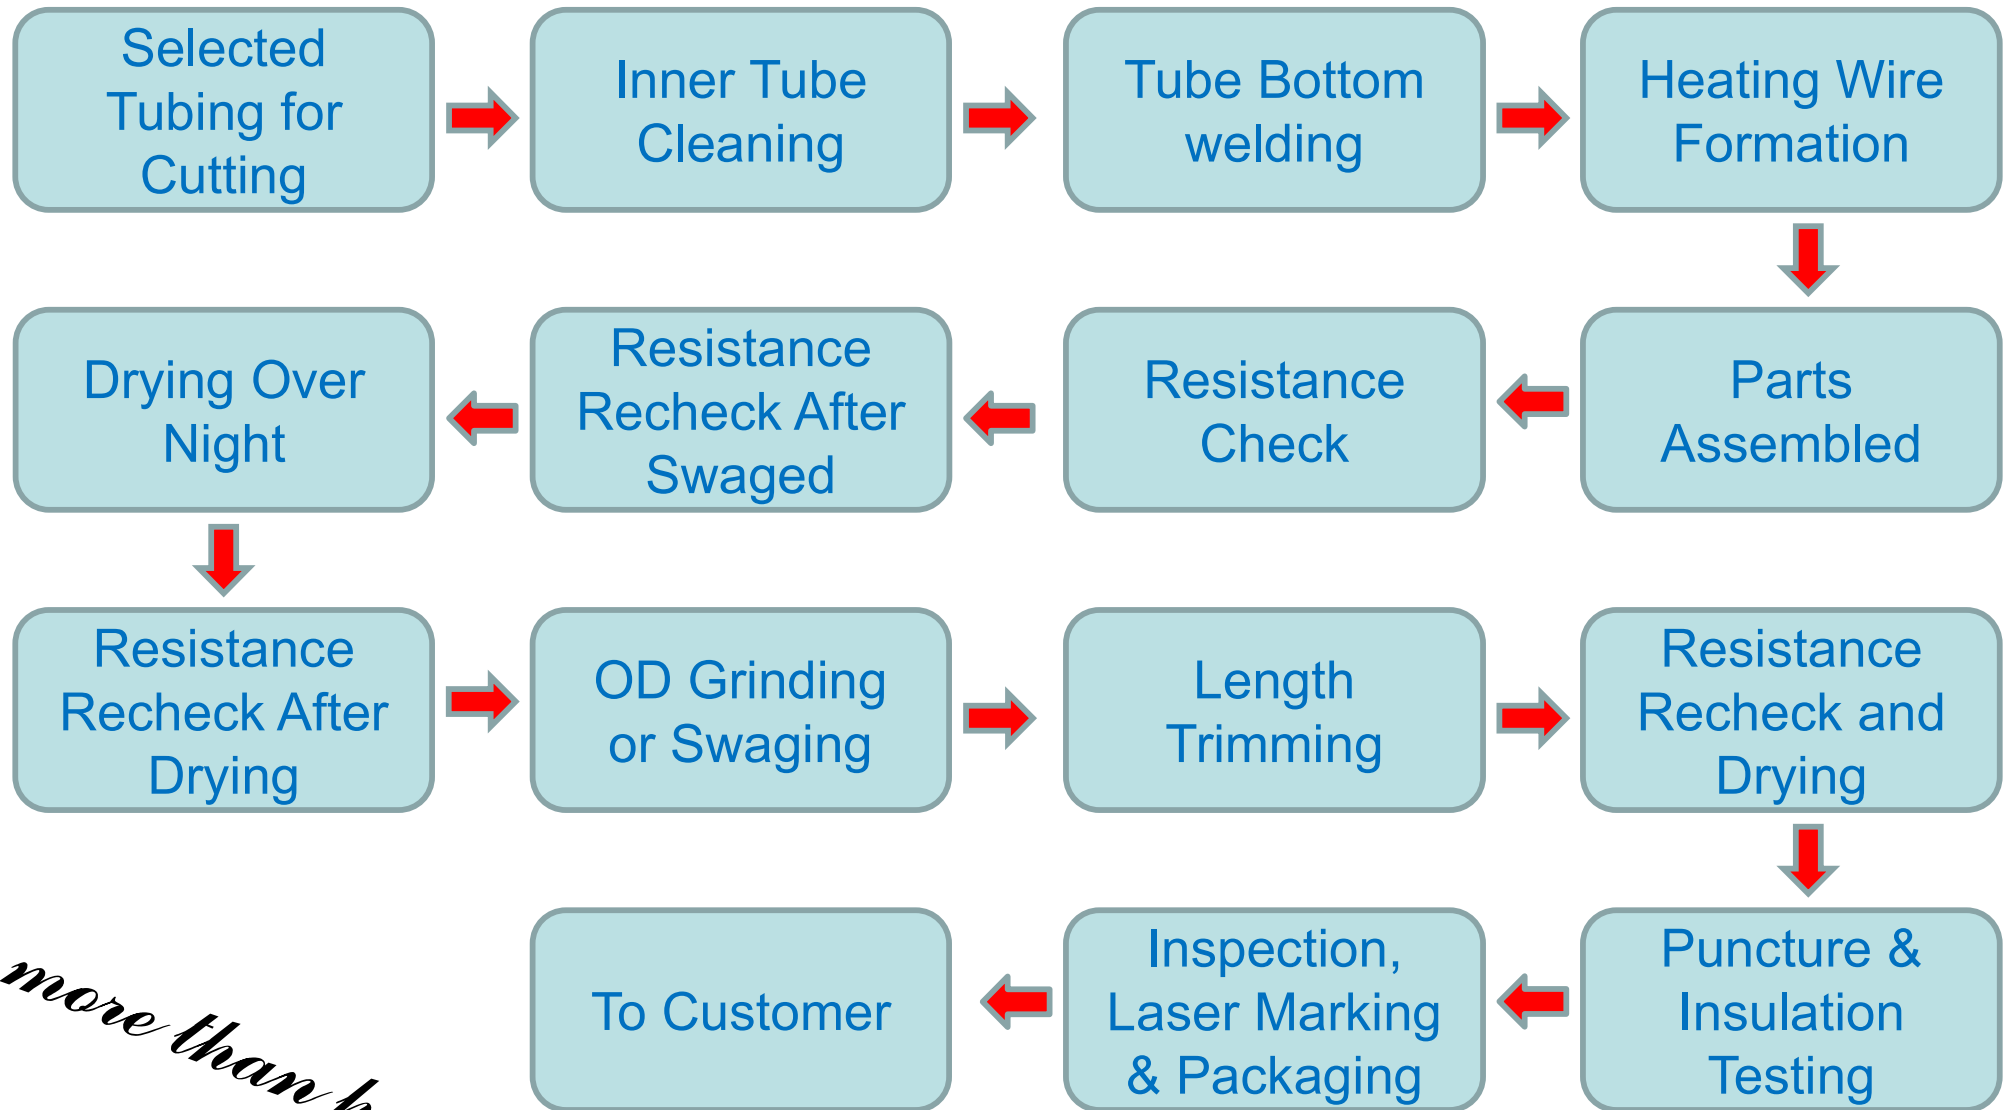 Selected
Tubing for
Cutting
Inner Tube
Cleaning
Tube Bottom
welding
Heating Wire
Formation
Parts
Assembled
Resistance
Check
Resistance
Recheck After
Swaged
Drying Over
Night
Resistance
Recheck After
Drying
OD Grinding
or Swaging
Length
Trimming
Resistance
Recheck and
Drying
Puncture &
Insulation
Testing
Inspection,
Laser Marking
& Packaging
To Customer
more than